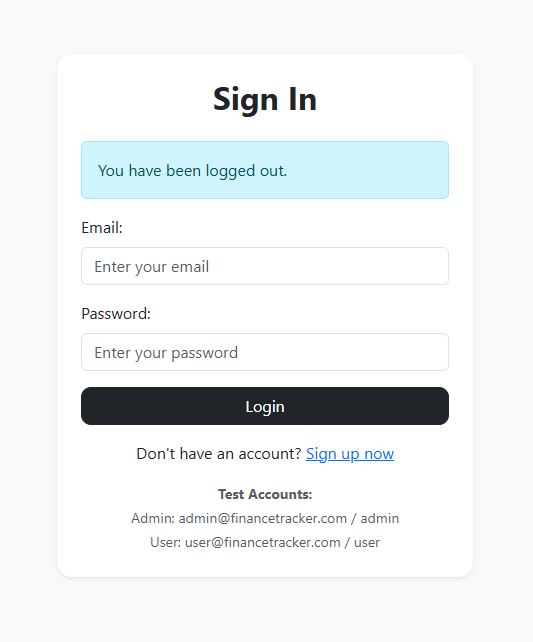 Sign In
You have been logged out.
Email:
Enter your email
Password:
Enter your password
Login
Don't have an account? Sign up now
Test Accounts:
Admin: admin@financetracker.com / admin
User: user@financetracker.com / user